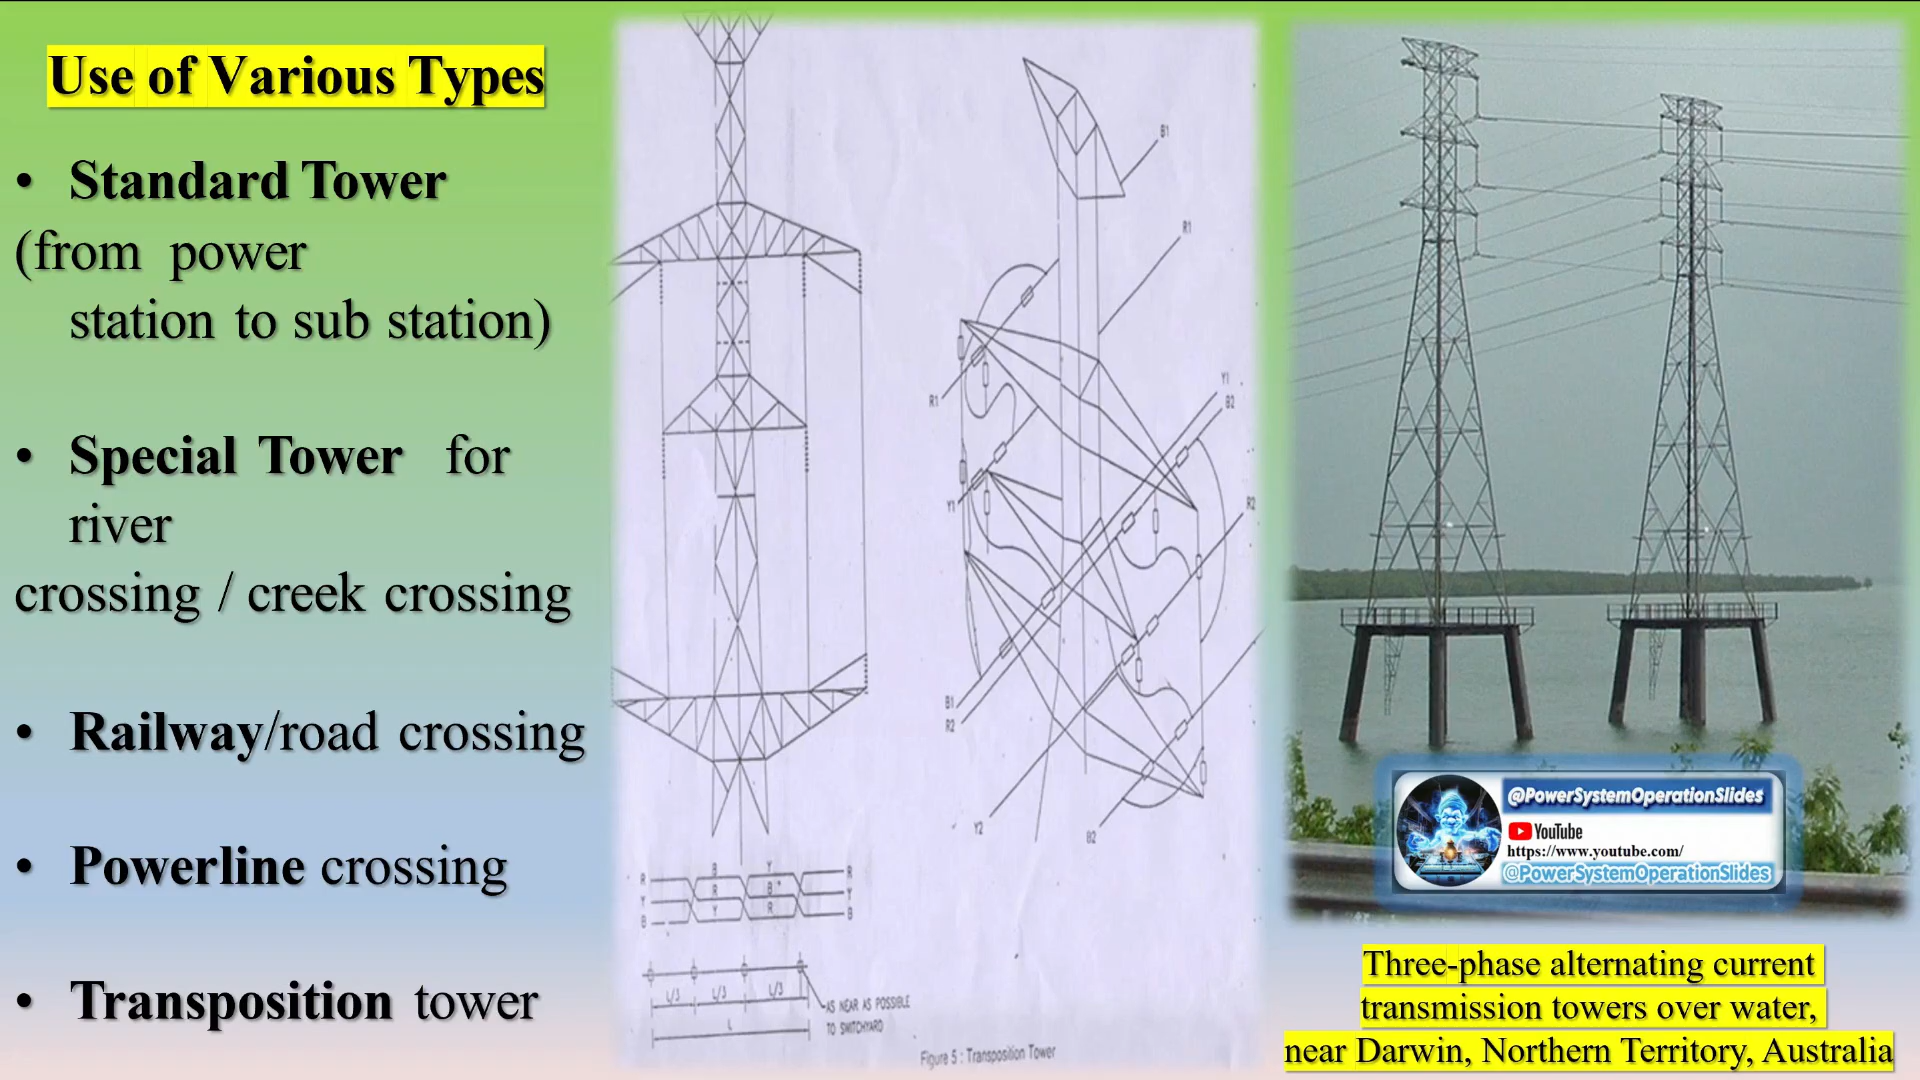 Use of Various Types
• Standard Tower
(from power
station to sub station)
• Special Tower for
river
crossing / creek crossing
• Railway/road crossing
• Powerline crossing
• Transposition tower
B1
R1
R1
Y1
B2
Y1
R2
B1
R2
Y2
B2
B Y
R R B R
Y Y
B Y R B
L/3 L/3 L/3
L
AS NEAR AS POSSIBLE
TO SWITCHYARD
Figure 5 : Transposition Tower
@PowerSystemOperationSlides
YouTube
https://www.youtube.com/
@PowerSystemOperationSlides
Three-phase alternating current
transmission towers over water,
near Darwin, Northern Territory, Australia